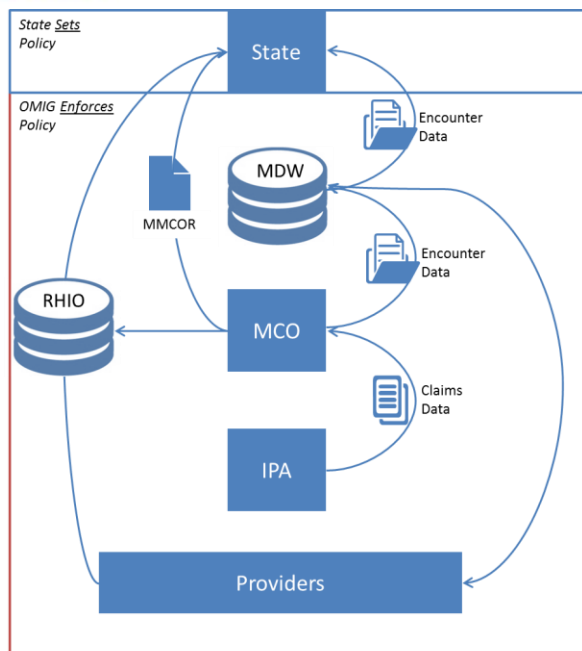 State Sets
Policy
State
OMIG Enforces
Policy
Encounter
Data
MDW
MMCOR
Encounter
Data
RHIO
MCO
Claims
Data
IPA
Providers